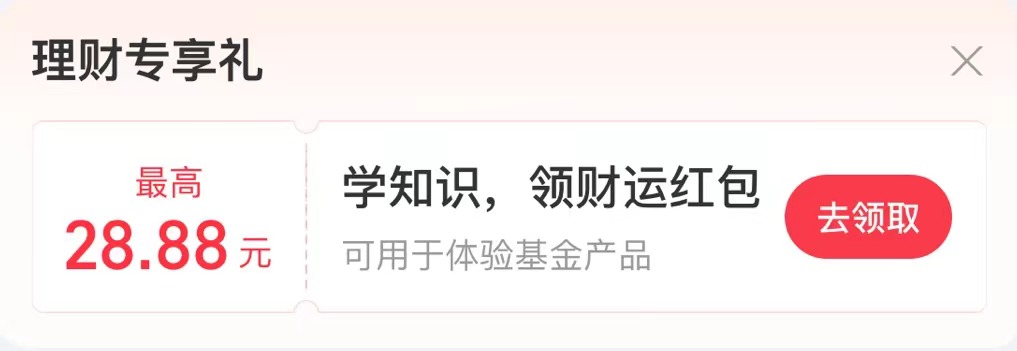 理财专享礼
最高
28.88元
学知识，领财运红包
可用于体验基金产品
去领取